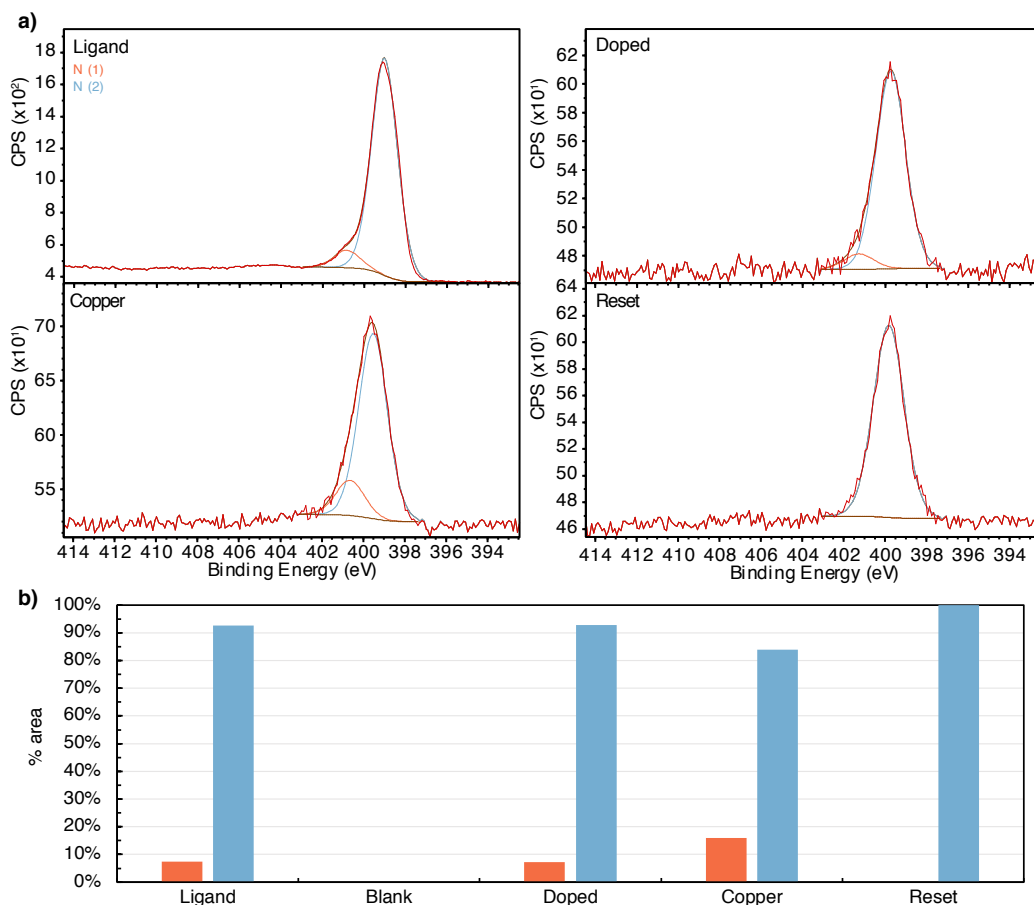 a)
Ligand
N (1)
N (2)
CPS (x10²)
18
16
14
12
10
8
6
4
Doped
CPS (x10¹)
62
60
58
56
54
52
50
48
Copper
CPS (x10¹)
70
65
60
55
414 412 410 408 406 404 402 400 398 396 394
Binding Energy (eV)
Reset
CPS (x10¹)
64
62
60
58
56
54
52
50
48
46
414 412 410 408 406 404 402 400 398 396 394
Binding Energy (eV)
b)
% area
100%
90%
80%
70%
60%
50%
40%
30%
20%
10%
0%
Ligand Blank Doped Copper Reset